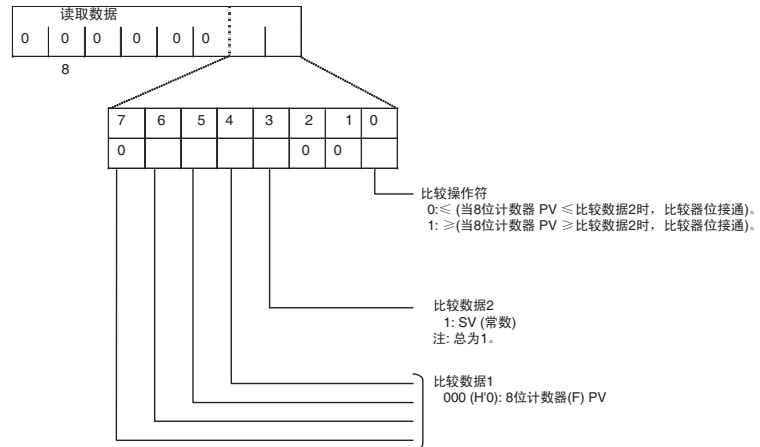 读取数据
0 0 0 0 0 0
8
7 6 5 4 3 2 1 0
0 0 0
比较操作符
0:≤ (当8位计数器 PV ≤比较数据2时，比较器位接通)。
1: ≥(当8位计数器 PV ≥比较数据2时，比较器位接通)。
比较数据2
1: SV (常数)
注: 总为1。
比较数据1
000 (H'0): 8位计数器(F) PV